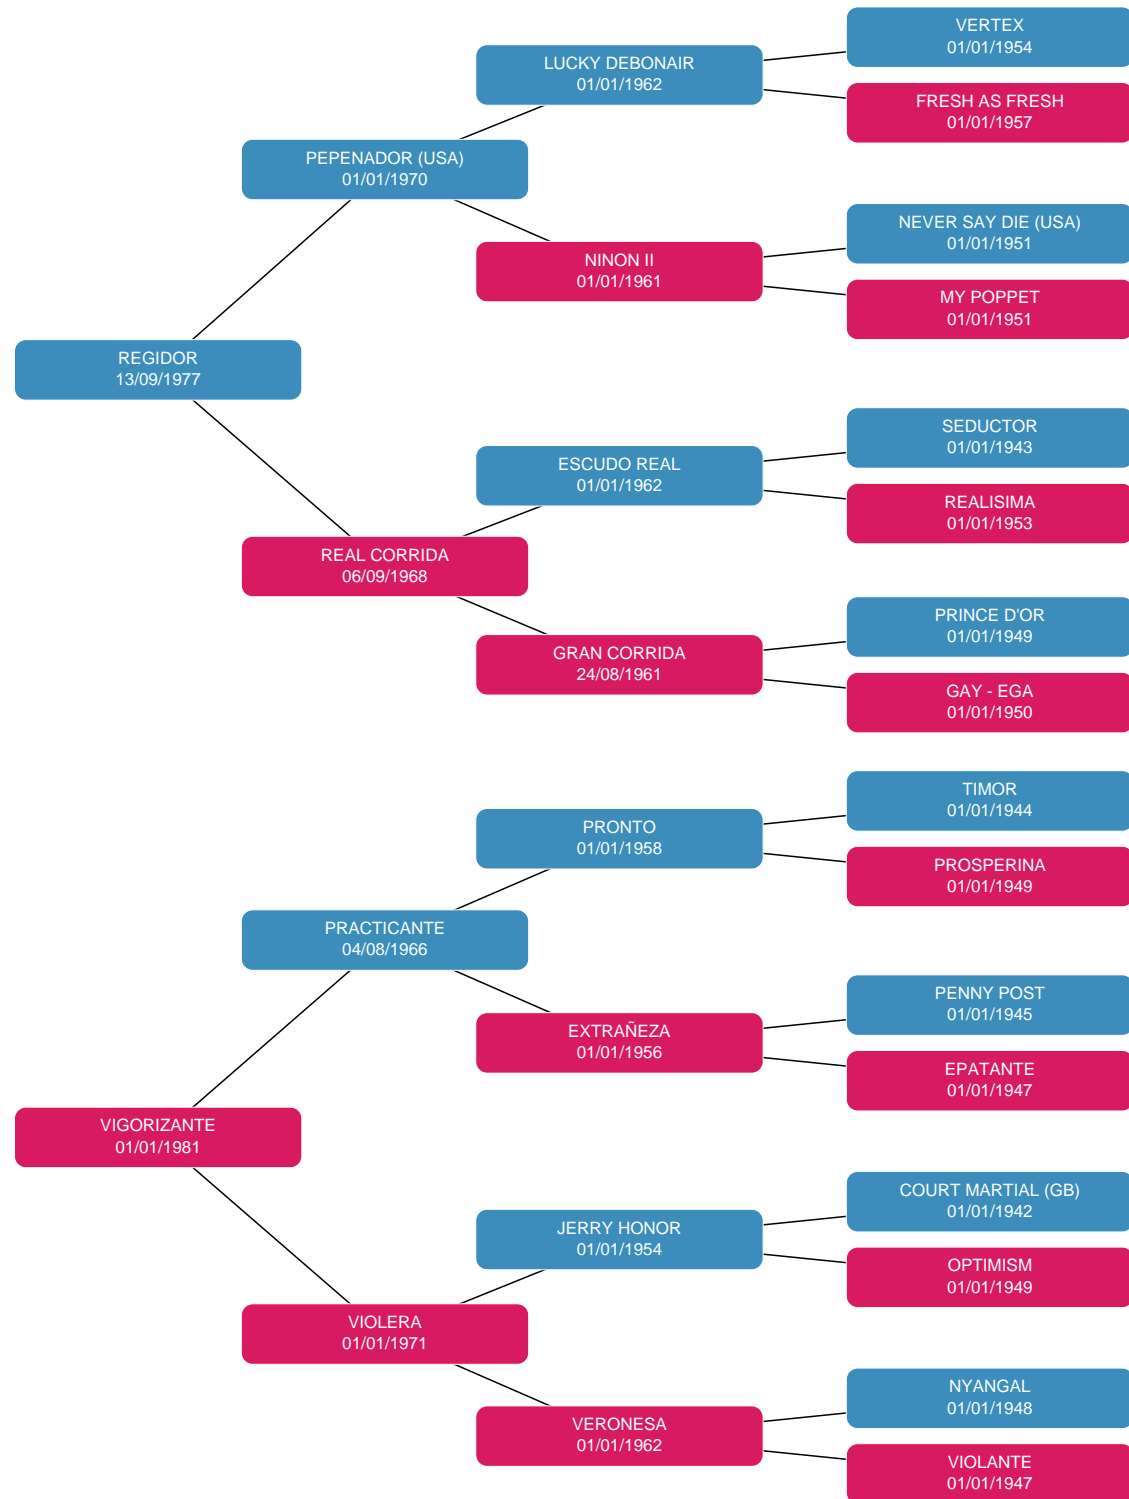 VERTEX
01/01/1954
LUCKY DEBONAIR
01/01/1962
FRESH AS FRESH
01/01/1957
PEPENADOR (USA)
01/01/1970
NEVER SAY DIE (USA)
01/01/1951
NINON II
01/01/1961
MY POPPET
01/01/1951
REGIDOR
13/09/1977
SEDUCTOR
01/01/1943
ESCUDO REAL
01/01/1962
REALISIMA
01/01/1953
REAL CORRIDA
06/09/1968
PRINCE D'OR
01/01/1949
GRAN CORRIDA
24/08/1961
GAY - EGA
01/01/1950
TIMOR
01/01/1944
PRONTO
01/01/1958
PROSPERINA
01/01/1949
PRACTICANTE
04/08/1966
PENNY POST
01/01/1945
EXTRAÑEZA
01/01/1956
EPATANTE
01/01/1947
VIGORIZANTE
01/01/1981
COURT MARTIAL (GB)
01/01/1942
JERRY HONOR
01/01/1954
OPTIMISM
01/01/1949
VIOLERA
01/01/1971
NYANGAL
01/01/1948
VERONESA
01/01/1962
VIOLANTE
01/01/1947